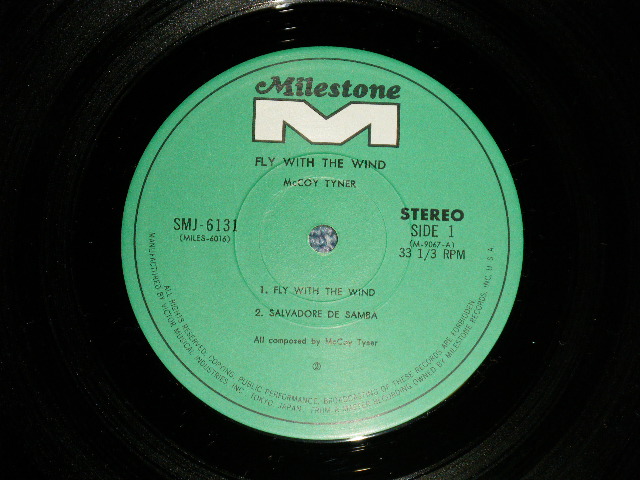 Milestone
M
FLY WITH THE WIND
McCOY TYNER
SMJ-6131
(MILES-6016)
STEREO
SIDE 1
(M-9067-A)
33 1/3 RPM
1. FLY WITH THE WIND
2. SALVADORE DE SAMBA
All composed by McCoy Tyner
ALL RIGHTS RESERVED. COPYING, PUBLIC PERFORMANCE, BROADCASTING OF THESE RECORDS ARE FORBIDDEN.
MANUFACTURED BY VICTOR MUSICAL INDUSTRIES INC. TOKYO JAPAN. FROM A MASTER RECORDING OWNED BY MILESTONE RECORDS, INC, U.S.A.